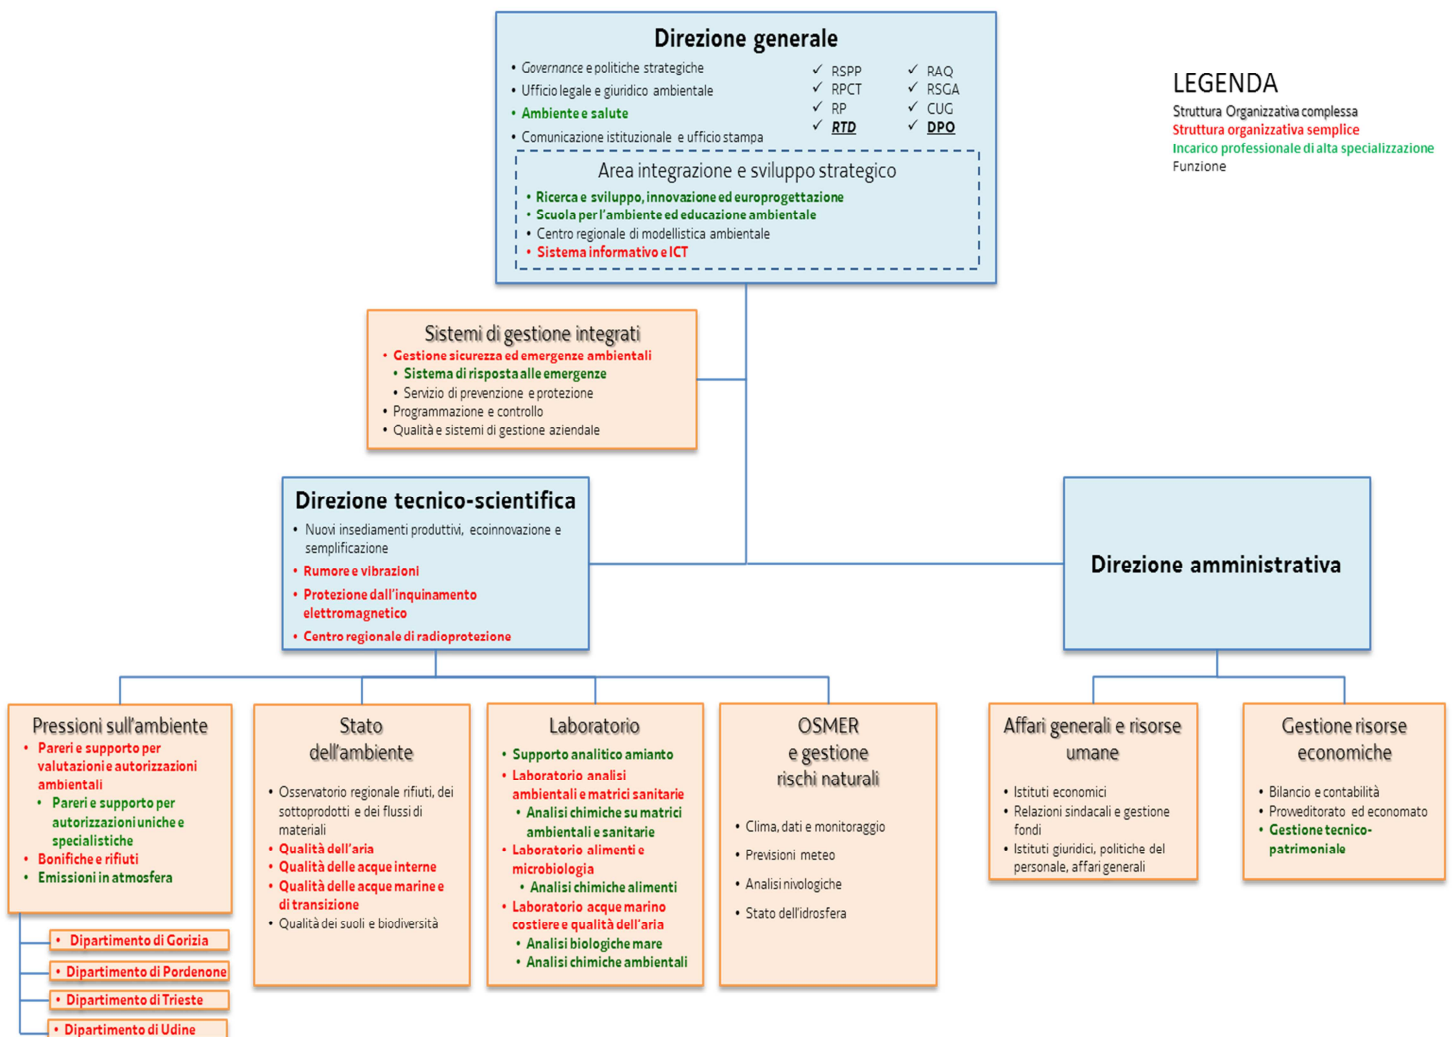 Direzione generale
• Governance e politiche strategiche
• Ufficio legale e giuridico ambientale
• Ambiente e salute
• Comunicazione istituzionale e ufficio stampa
✓ RSPP
✓ RPCT
✓ RP
✓ RTD
✓ RAQ
✓ RSGA
✓ CUG
✓ DPO
Area integrazione e sviluppo strategico
• Ricerca e sviluppo, innovazione ed europrogettazione
• Scuola per l'ambiente ed educazione ambientale
• Centro regionale di modellistica ambientale
• Sistema informativo e ICT
LEGENDA
Struttura Organizzativa complessa
Struttura organizzativa semplice
Incarico professionale di alta specializzazione
Funzione
Sistemi di gestione integrati
• Gestione sicurezza ed emergenze ambientali
• Sistema di risposta alle emergenze
• Servizio di prevenzione e protezione
• Programmazione e controllo
• Qualità e sistemi di gestione aziendale
Direzione tecnico-scientifica
• Nuovi insediamenti produttivi, ecoinnovazione e
semplificazione
• Rumore e vibrazioni
• Protezione dall'inquinamento
elettromagnetico
• Centro regionale di radioprotezione
Direzione amministrativa
Pressioni sull'ambiente
• Pareri e supporto per
valutazioni e autorizzazioni
ambientali
• Pareri e supporto per
autorizzazioni uniche e
specialistiche
• Bonifiche e rifiuti
• Emissioni in atmosfera
• Dipartimento di Gorizia
• Dipartimento di Pordenone
• Dipartimento di Trieste
• Dipartimento di Udine
Stato
dell'ambiente
• Osservatorio regionale rifiuti, dei
sottoprodotti e dei flussi di
materiali
• Qualità dell'aria
• Qualità delle acque interne
• Qualità delle acque marine e
di transizione
• Qualità dei suoli e biodiversità
Laboratorio
• Supporto analitico amianto
• Laboratorio analisi
ambientali e matrici sanitarie
• Analisi chimiche su matrici
ambientali e sanitarie
• Laboratorio alimenti e
microbiologia
• Analisi chimiche alimenti
• Laboratorio acque marino
costiere e qualità dell'aria
• Analisi biologiche mare
• Analisi chimiche ambientali
OSMER
e gestione
rischi naturali
• Clima, dati e monitoraggio
• Previsioni meteo
• Analisi nivologiche
• Stato dell'idrosfera
Affari generali e risorse
umane
• Istituti economici
• Relazioni sindacali e gestione
fondi
• Istituti giuridici, politiche del
personale, affari generali
Gestione risorse
economiche
• Bilancio e contabilità
• Provveditorato ed economato
• Gestione tecnico-
patrimoniale